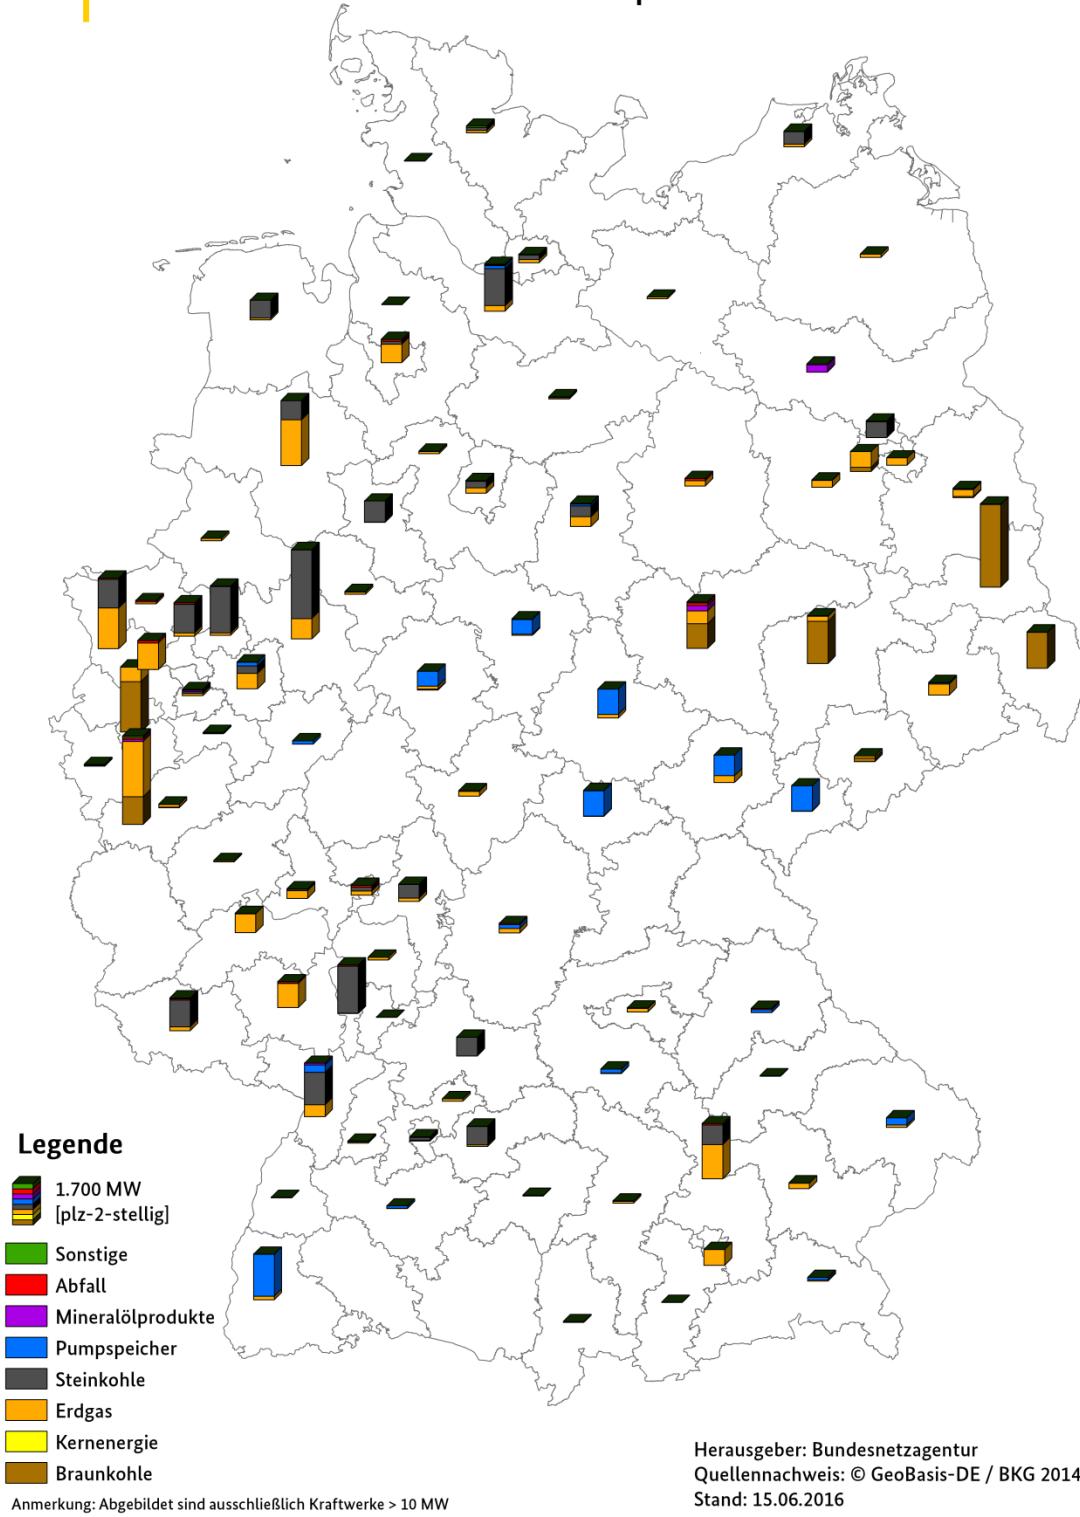 Legende
1.700 MW
[plz-2-stellig]
Sonstige
Abfall
Mineralölprodukte
Pumpspeicher
Steinkohle
Erdgas
Kernenergie
Braunkohle
Anmerkung: Abgebildet sind ausschließlich Kraftwerke > 10 MW
Herausgeber: Bundesnetzagentur
Quellennachweis: © GeoBasis-DE / BKG 2014
Stand: 15.06.2016